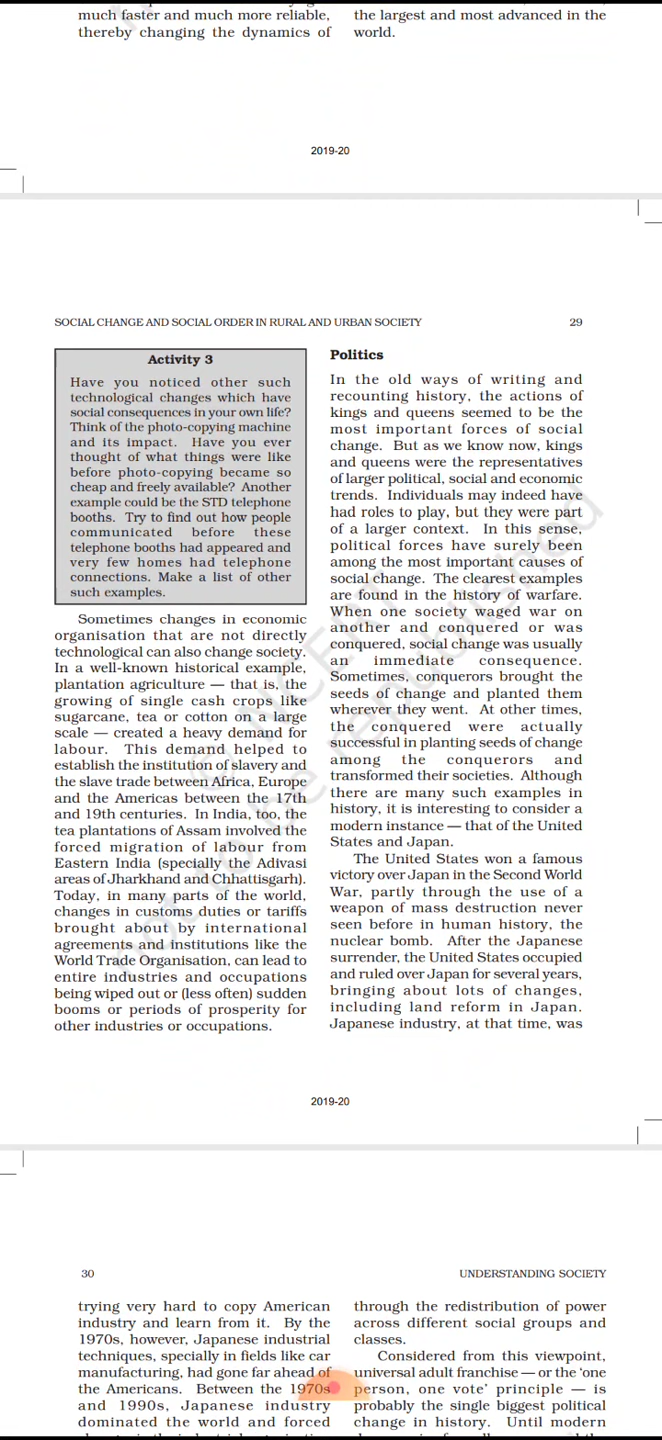 much faster and much more reliable,
thereby changing the dynamics of
the largest and most advanced in the
world.
2019-20
SOCIAL CHANGE AND SOCIAL ORDER IN RURAL AND URBAN SOCIETY
29
Activity 3
Have you noticed other such
technological changes which have
social consequences in your own life?
Think of the photo-copying machine
and its impact. Have you ever
thought of what things were like
before photo-copying became so
cheap and freely available? Another
example could be the STD telephone
booths. Try to find out how people
communicated before these
telephone booths had appeared and
very few homes had telephone
connections. Make a list of other
such examples.
Sometimes changes in economic
organisation that are not directly
technological can also change society.
In a well-known historical example,
plantation agriculture — that is, the
growing of single cash crops like
sugarcane, tea or cotton on a large
scale — created a heavy demand for
labour. This demand helped to
establish the institution of slavery and
the slave trade between Africa, Europe
and the Americas between the 17th
and 19th centuries. In India, too, the
tea plantations of Assam involved the
forced migration of labour from
Eastern India (specially the Adivasi
areas of Jharkhand and Chhattisgarh).
Today, in many parts of the world,
changes in customs duties or tariffs
brought about by international
agreements and institutions like the
World Trade Organisation, can lead to
entire industries and occupations
being wiped out or (less often) sudden
booms or periods of prosperity for
other industries or occupations.
Politics
In the old ways of writing and
recounting history, the actions of
kings and queens seemed to be the
most important forces of social
change. But as we know now, kings
and queens were the representatives
of larger political, social and economic
trends. Individuals may indeed have
had roles to play, but they were part
of a larger context. In this sense,
political forces have surely been
among the most important causes of
social change. The clearest examples
are found in the history of warfare.
When one society waged war on
another and conquered or was
conquered, social change was usually
an immediate consequence.
Sometimes, conquerors brought the
seeds of change and planted them
wherever they went. At other times,
the conquered were actually
successful in planting seeds of change
among the conquerors and
transformed their societies. Although
there are many such examples in
history, it is interesting to consider a
modern instance — that of the United
States and Japan.
The United States won a famous
victory over Japan in the Second World
War, partly through the use of a
weapon of mass destruction never
seen before in human history, the
nuclear bomb. After the Japanese
surrender, the United States occupied
and ruled over Japan for several years,
bringing about lots of changes,
including land reform in Japan.
Japanese industry, at that time, was
© NCERT
not to be republished
2019-20
30
UNDERSTANDING SOCIETY
trying very hard to copy American
industry and learn from it. By the
1970s, however, Japanese industrial
techniques, specially in fields like car
manufacturing, had gone far ahead of
the Americans. Between the 1970s
and 1990s, Japanese industry
dominated the world and forced
through the redistribution of power
across different social groups and
classes.
Considered from this viewpoint,
universal adult franchise — or the 'one
person, one vote' principle — is
probably the single biggest political
change in history. Until modern